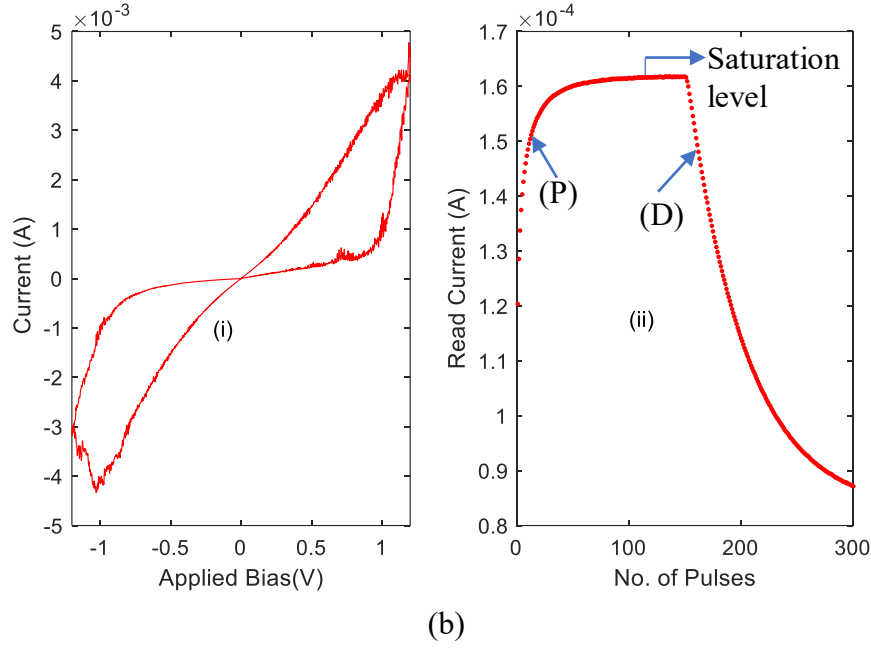 ×10⁻³
5
4
3
2
1
0
-1
-2
-3
-4
-5
Current (A)
(i)
-1
-0.5
0
0.5
1
Applied Bias(V)
×10⁻⁴
1.7
1.6
1.5
1.4
1.3
1.2
1.1
1
0.9
0.8
Read Current (A)
Saturation
level
(P)
(D)
(ii)
0
100
200
300
No. of Pulses
(b)